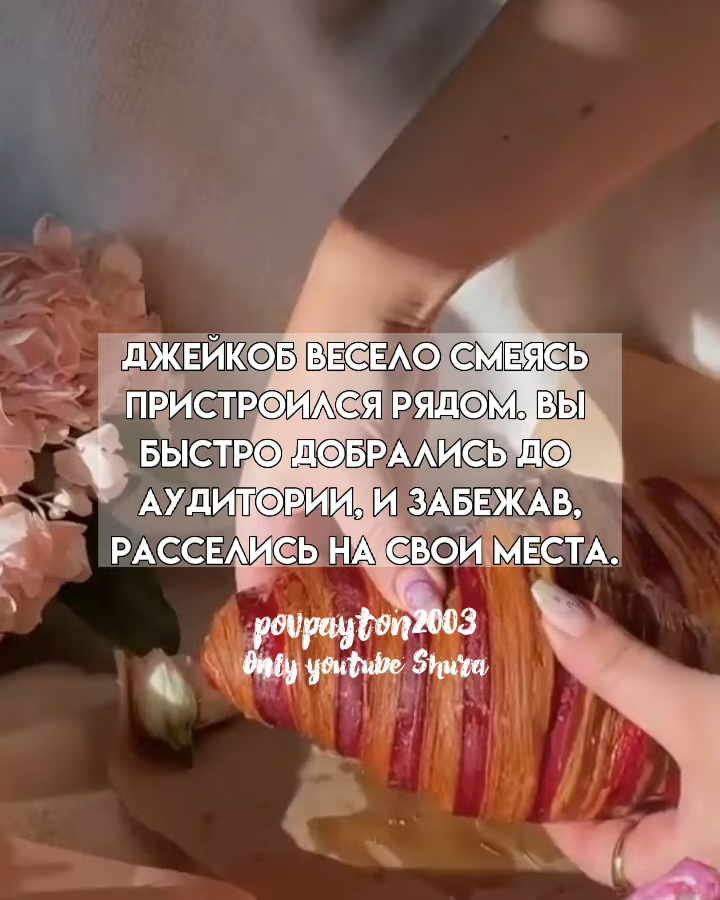 ДЖЕЙКОБ ВЕСЕЛО СМЕЯСЬ
ПРИСТРОИЛСЯ РЯДОМ. ВЫ
БЫСТРО ДОБРАЛИСЬ ДО
АУДИТОРИИ, И ЗАБЕЖАВ,
РАССЕЛИСЬ НА СВОИ МЕСТА.
povpayton2003
Only youtube Shura